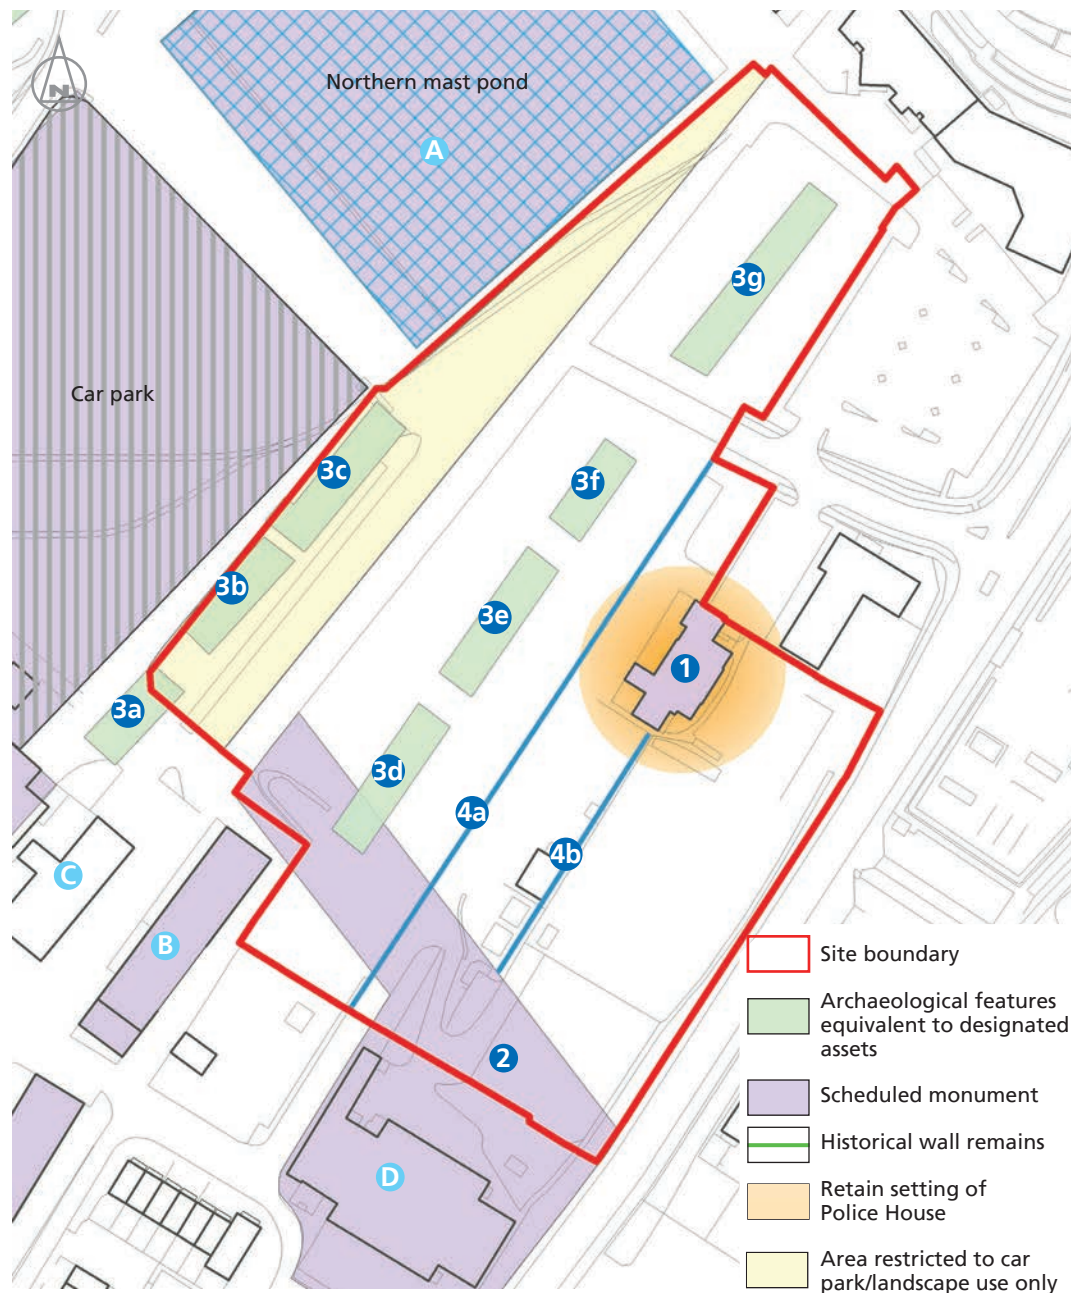 N
Northern mast pond
A
Car park
3g
3c
3f
3b
3e
1
3a
3d
4a
4b
C
B
2
D
Site boundary
Archaeological features
equivalent to designated
assets
Scheduled monument
Historical wall remains
Retain setting of
Police House
Area restricted to car
park/landscape use only